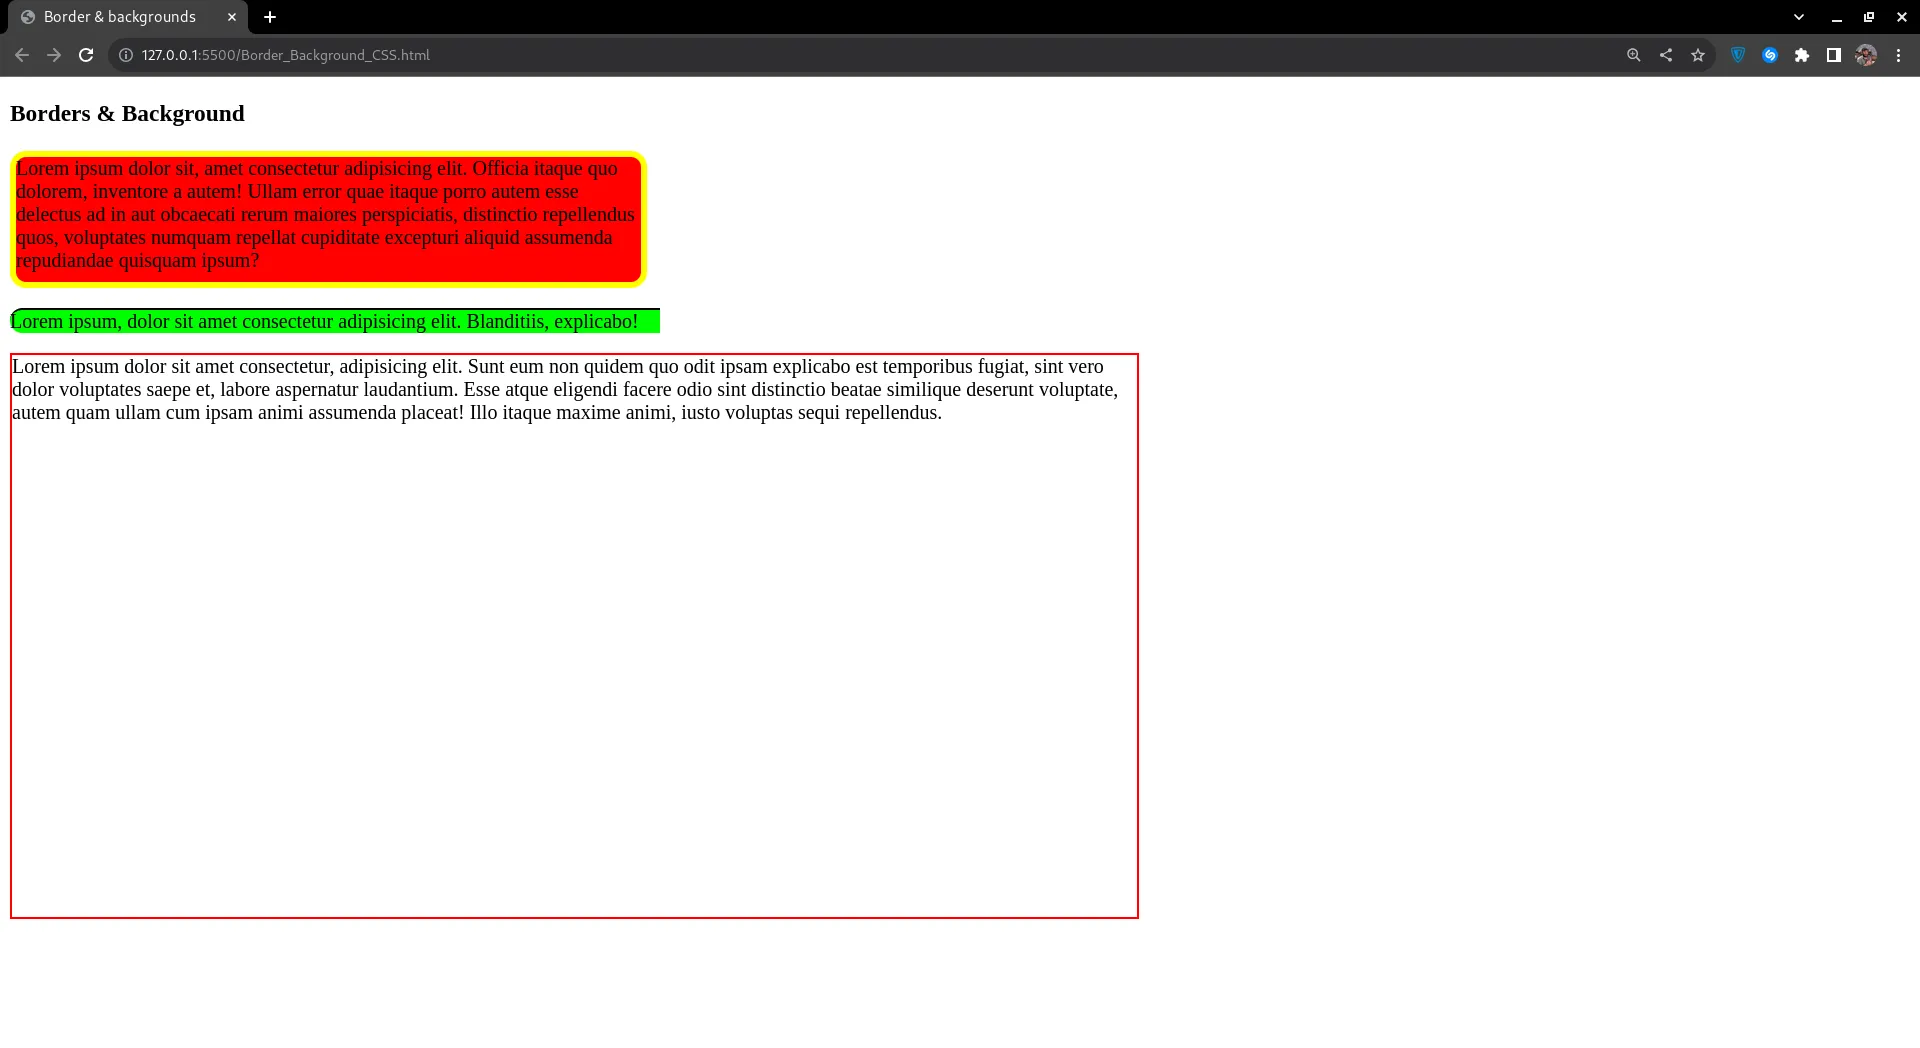 Border & backgrounds
127.0.0.1:5500/Border_Background_CSS.html
Borders & Background
Lorem ipsum dolor sit, amet consectetur adipisicing elit. Officia itaque quo
dolorem, inventore a autem! Ullam error quae itaque porro autem esse
delectus ad in aut obcaecati rerum maiores perspiciatis, distinctio repellendus
quos, voluptates numquam repellat cupiditate excepturi aliquid assumenda
repudiandae quisquam ipsum?
Lorem ipsum, dolor sit amet consectetur adipisicing elit. Blanditiis, explicabo!
Lorem ipsum dolor sit amet consectetur, adipisicing elit. Sunt eum non quidem quo odit ipsam explicabo est temporibus fugiat, sint vero
dolor voluptates saepe et, labore aspernatur laudantium. Esse atque eligendi facere odio sint distinctio beatae similique deserunt voluptate,
autem quam ullam cum ipsam animi assumenda placeat! Illo itaque maxime animi, iusto voluptas sequi repellendus.